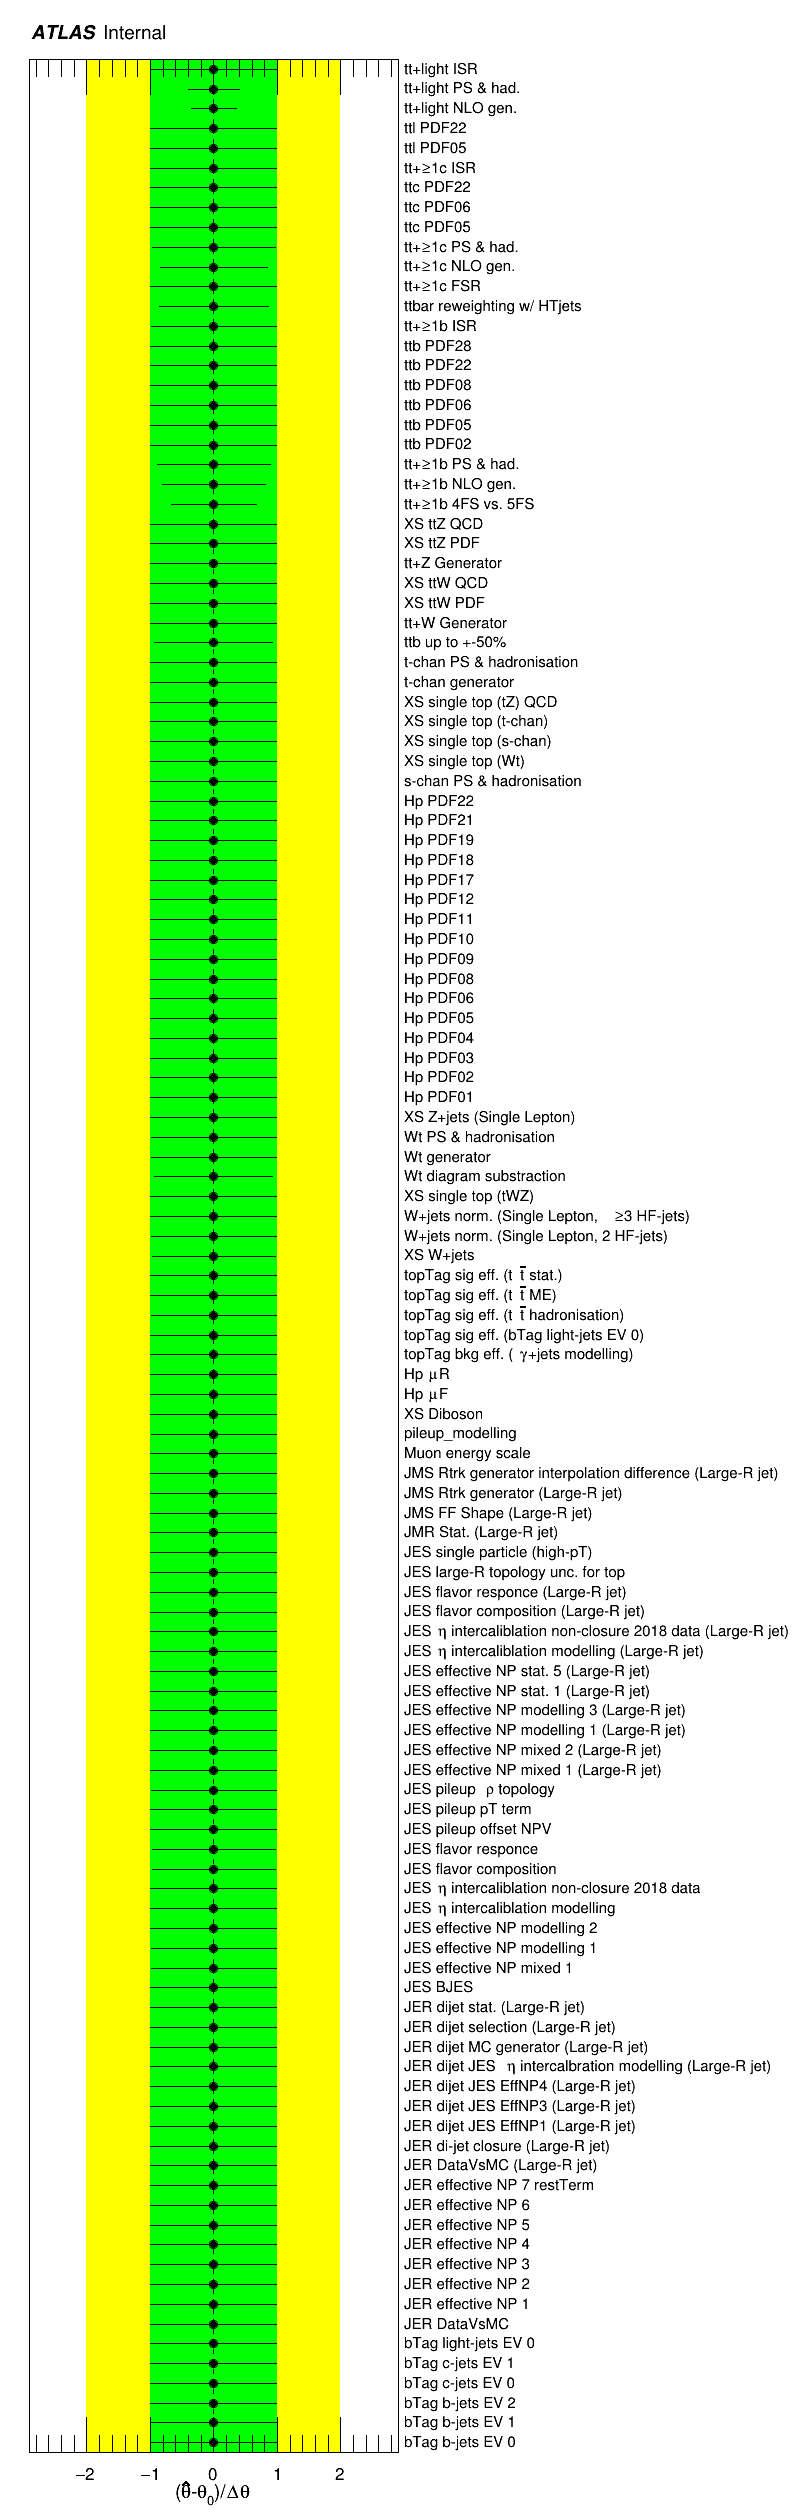 ATLAS Internal
tt+light ISR
tt+light PS & had.
tt+light NLO gen.
ttl PDF22
ttl PDF05
tt+≥1c ISR
ttc PDF22
ttc PDF06
ttc PDF05
tt+≥1c PS & had.
tt+≥1c NLO gen.
tt+≥1c FSR
ttbar reweighting w/ HTjets
tt+≥1b ISR
ttb PDF28
ttb PDF22
ttb PDF08
ttb PDF06
ttb PDF05
ttb PDF02
tt+≥1b PS & had.
tt+≥1b NLO gen.
tt+≥1b 4FS vs. 5FS
XS ttZ QCD
XS ttZ PDF
tt+Z Generator
XS ttW QCD
XS ttW PDF
tt+W Generator
ttb up to +-50%
t-chan PS & hadronisation
t-chan generator
XS single top (tZ) QCD
XS single top (t-chan)
XS single top (s-chan)
XS single top (Wt)
s-chan PS & hadronisation
Hp PDF22
Hp PDF21
Hp PDF19
Hp PDF18
Hp PDF17
Hp PDF12
Hp PDF11
Hp PDF10
Hp PDF09
Hp PDF08
Hp PDF06
Hp PDF05
Hp PDF04
Hp PDF03
Hp PDF02
Hp PDF01
XS Z+jets (Single Lepton)
Wt PS & hadronisation
Wt generator
Wt diagram substraction
XS single top (tWZ)
W+jets norm. (Single Lepton, ≥3 HF-jets)
W+jets norm. (Single Lepton, 2 HF-jets)
XS W+jets
topTag sig eff. (t t̄ stat.)
topTag sig eff. (t t̄ ME)
topTag sig eff. (t t̄ hadronisation)
topTag sig eff. (bTag light-jets EV 0)
topTag bkg eff. ( γ+jets modelling)
Hp μR
Hp μF
XS Diboson
pileup_modelling
Muon energy scale
JMS Rtrk generator interpolation difference (Large-R jet)
JMS Rtrk generator (Large-R jet)
JMS FF Shape (Large-R jet)
JMR Stat. (Large-R jet)
JES single particle (high-pT)
JES large-R topology unc. for top
JES flavor responce (Large-R jet)
JES flavor composition (Large-R jet)
JES η intercaliblation non-closure 2018 data (Large-R jet)
JES η intercaliblation modelling (Large-R jet)
JES effective NP stat. 5 (Large-R jet)
JES effective NP stat. 1 (Large-R jet)
JES effective NP modelling 3 (Large-R jet)
JES effective NP modelling 1 (Large-R jet)
JES effective NP mixed 2 (Large-R jet)
JES effective NP mixed 1 (Large-R jet)
JES pileup ρ topology
JES pileup pT term
JES pileup offset NPV
JES flavor responce
JES flavor composition
JES η intercaliblation non-closure 2018 data
JES η intercaliblation modelling
JES effective NP modelling 2
JES effective NP modelling 1
JES effective NP mixed 1
JES BJES
JER dijet stat. (Large-R jet)
JER dijet selection (Large-R jet)
JER dijet MC generator (Large-R jet)
JER dijet JES η intercalbration modelling (Large-R jet)
JER dijet JES EffNP4 (Large-R jet)
JER dijet JES EffNP3 (Large-R jet)
JER dijet JES EffNP1 (Large-R jet)
JER di-jet closure (Large-R jet)
JER DataVsMC (Large-R jet)
JER effective NP 7 restTerm
JER effective NP 6
JER effective NP 5
JER effective NP 4
JER effective NP 3
JER effective NP 2
JER effective NP 1
JER DataVsMC
bTag light-jets EV 0
bTag c-jets EV 1
bTag c-jets EV 0
bTag b-jets EV 2
bTag b-jets EV 1
bTag b-jets EV 0
−2 −1 0 1 2
(θ̂-θ₀)/Δθ